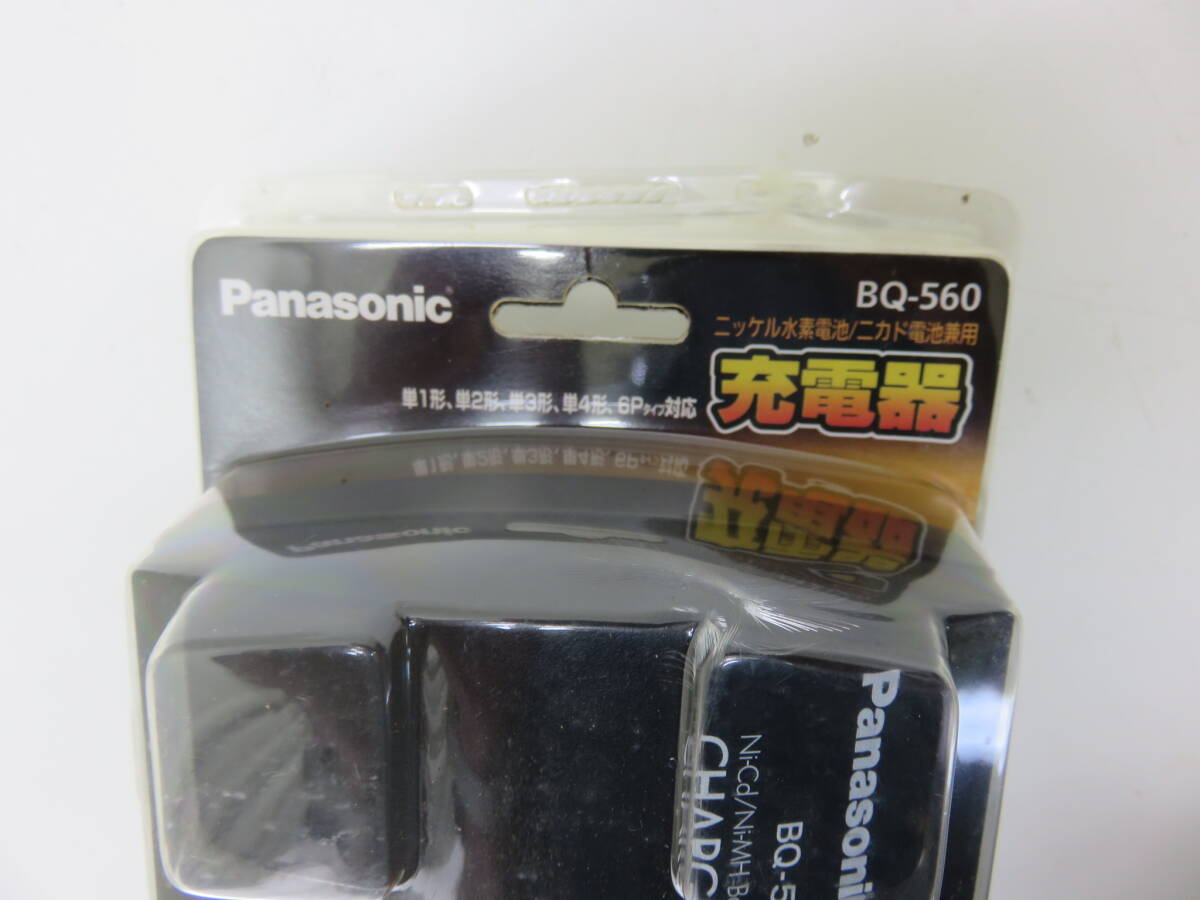 Panasonic
BQ-560
ニッケル水素電池/ニカド電池兼用
充電器
単1形、単2形、単3形、単4形、6Pタイプ対応
Panasonic
BQ-5
Ni-Cd/Ni-MH